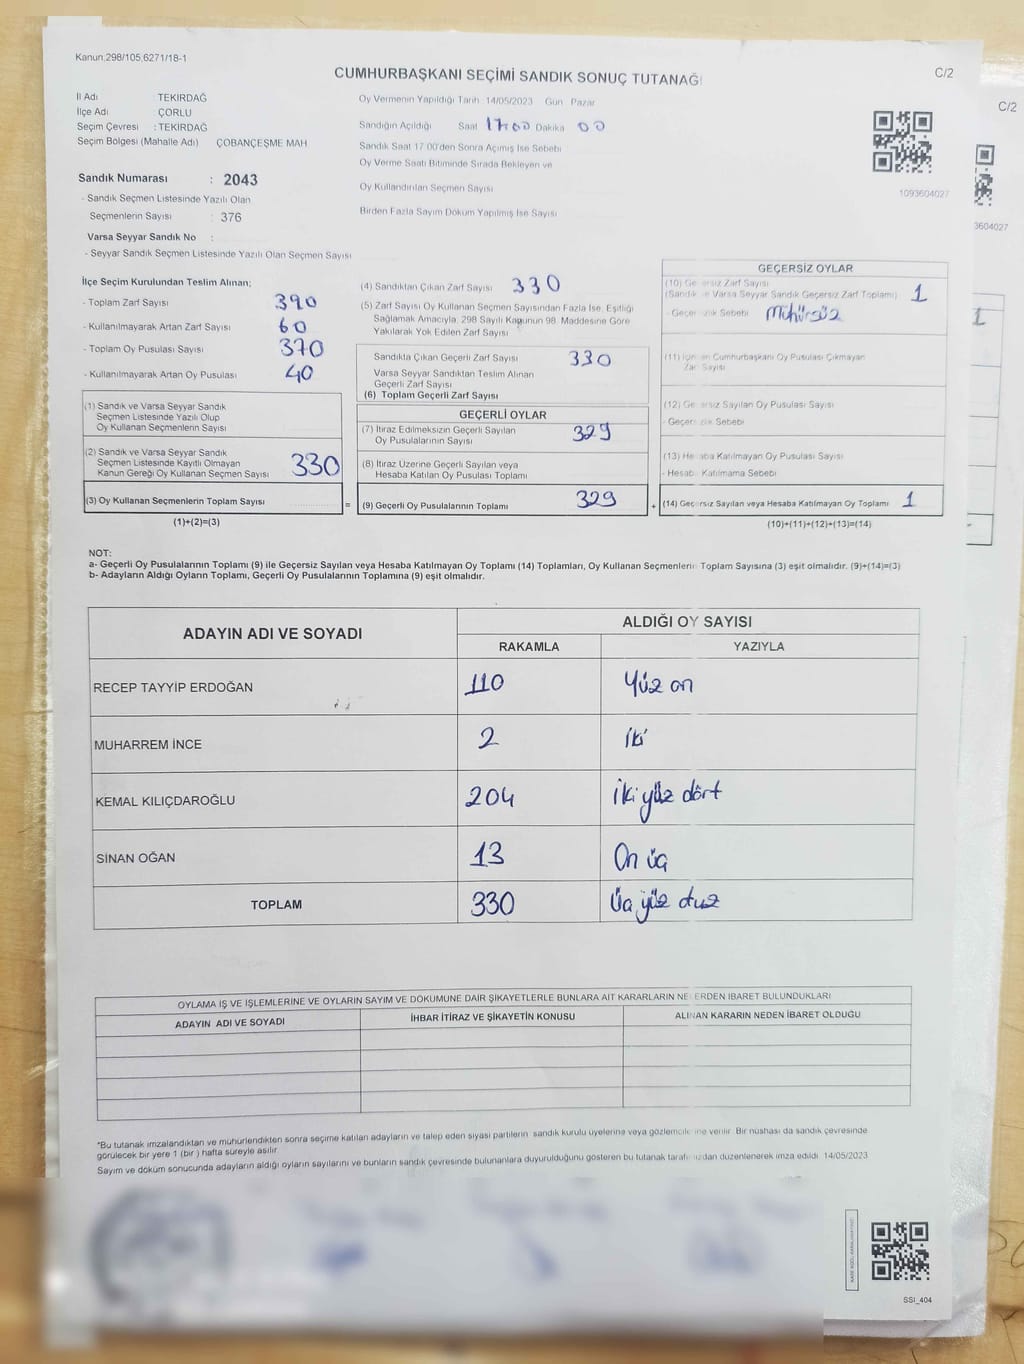 Kanun,298/105,6271/18-1
C/2
CUMHURBAŞKANI SEÇİMİ SANDIK SONUÇ TUTANAĞI
C/2
İl Adı TEKİRDAĞ
İlçe Adı ÇORLU
Seçim Çevresi : TEKİRDAĞ
Seçim Bölgesi (Mahalle Adı) ÇOBANÇEŞME MAH
Sandık Numarası : 2043
- Sandık Seçmen Listesinde Yazılı Olan
Seçmenlerin Sayısı : 376
Varsa Seyyar Sandık No :
- Seyyar Sandık Seçmen Listesinde Yazılı Olan Seçmen Sayısı
Oy Vermenin Yapıldığı Tarih 14/05/2023 Gün Pazar
Sandığın Açıldığı Saat 17:00 Dakika 00
Sandık Saat 17.00'den Sonra Açımış İse Sebebi
Oy Verme Saati Bitiminde Sırada Bekleyen ve
Oy Kullandırılan Seçmen Sayısı
Birden Fazla Sayım Döküm Yapılmış İse Sayısı
1093604027
3604027
İlçe Seçim Kurulundan Teslim Alınan;
- Toplam Zarf Sayısı 390
- Kullanılmayarak Artan Zarf Sayısı 60
- Toplam Oy Pusulası Sayısı 370
- Kullanılmayarak Artan Oy Pusulası 40
(1) Sandık ve Varsa Seyyar Sandık
Seçmen Listesinde Yazılı Olup
Oy Kullanan Seçmenlerin Sayısı
(2) Sandık ve Varsa Seyyar Sandık
Seçmen Listesinde Kayıtlı Olmayan
Kanun Gereği Oy Kullanan Seçmen Sayısı 330
(3) Oy Kullanan Seçmenlerin Toplam Sayısı =
(1)+(2)=(3)
(4) Sandıktan Çıkan Zarf Sayısı 330
(5) Zarf Sayısı Oy Kullanan Seçmen Sayısından Fazla İse, Eşitliği
Sağlamak Amacıyla, 298 Sayılı Kanunun 98. Maddesine Göre
Yakılarak Yok Edilen Zarf Sayısı
Sandıkta Çıkan Geçerli Zarf Sayısı 330
Varsa Seyyar Sandıktan Teslim Alınan
Geçerli Zarf Sayısı
(6) Toplam Geçerli Zarf Sayısı
GEÇERLİ OYLAR
(7) İtiraz Edilmeksizin Geçerli Sayılan
Oy Pusulalarının Sayısı 329
(8) İtiraz Üzerine Geçerli Sayılan veya
Hesaba Katılan Oy Pusulası Toplamı
(9) Geçerli Oy Pusulalarının Toplamı 329 +
GEÇERSİZ OYLAR
(10) Geçersiz Zarf Sayısı
(Sandık ve Varsa Seyyar Sandık Geçersiz Zarf Toplamı) 1
- Geçersizlik Sebebi Mühürsüz
1
(11) İçinden Cumhurbaşkanı Oy Pusulası Çıkmayan
Zarf Sayısı
(12) Geçersiz Sayılan Oy Pusulası Sayısı
- Geçersizlik Sebebi
(13) Hesaba Katılmayan Oy Pusulası Sayısı
- Hesaba Katılmama Sebebi
(14) Geçersiz Sayılan veya Hesaba Katılmayan Oy Toplamı 1
(10)+(11)+(12)+(13)=(14)
NOT:
a- Geçerli Oy Pusulalarının Toplamı (9) ile Geçersiz Sayılan veya Hesaba Katılmayan Oy Toplamı (14) Toplamları, Oy Kullanan Seçmenlerin Toplam Sayısına (3) eşit olmalıdır. (9)+(14)=(3)
b- Adayların Aldığı Oyların Toplamı, Geçerli Oy Pusulalarının Toplamına (9) eşit olmalıdır.
ADAYIN ADI VE SOYADI
ALDIĞI OY SAYISI
RAKAMLA YAZIYLA
RECEP TAYYİP ERDOĞAN 110 Yüz on
MUHARREM İNCE 2 İki
KEMAL KILIÇDAROĞLU 204 İki yüz dört
SİNAN OĞAN 13 On üç
TOPLAM 330 Üç yüz otuz
OYLAMA İŞ VE İŞLEMLERİNE VE OYLARIN SAYIM VE DÖKÜMÜNE DAİR ŞİKAYETLERLE BUNLARA AİT KARARLARIN NELERDEN İBARET BULUNDUKLARI
ADAYIN ADI VE SOYADI İHBAR İTİRAZ VE ŞİKAYETİN KONUSU ALINAN KARARIN NEDEN İBARET OLDUĞU
*Bu tutanak imzalandıktan ve mühürlendikten sonra seçime katılan adayların ve talep eden siyasi partilerin sandık kurulu üyelerine veya gözlemcilerine verilir. Bir nüshası da sandık çevresinde
görülecek bir yere 1 (bir ) hafta süreyle asılır.
Sayım ve döküm sonucunda adayların aldığı oyların sayılarını ve bunların sandık çevresinde bulunanlara duyurulduğunu gösteren bu tutanak tarafımızdan düzenlenerek imza edildi. 14/05/2023
SSI_404